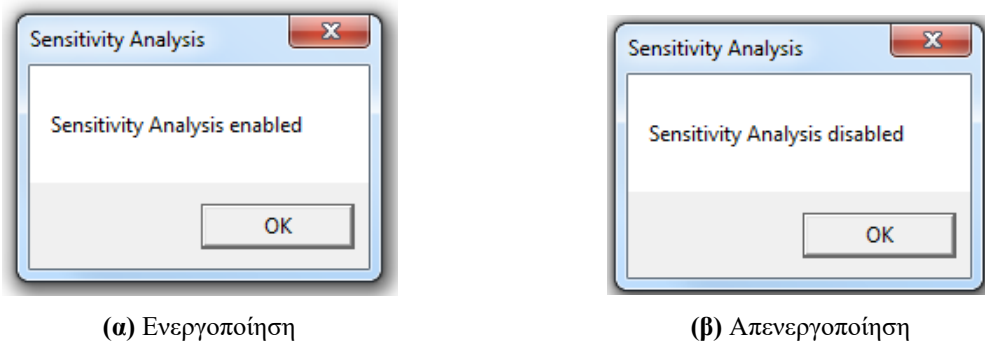 Sensitivity Analysis
Sensitivity Analysis enabled
OK
(α) Ενεργοποίηση
Sensitivity Analysis
Sensitivity Analysis disabled
OK
(β) Απενεργοποίηση